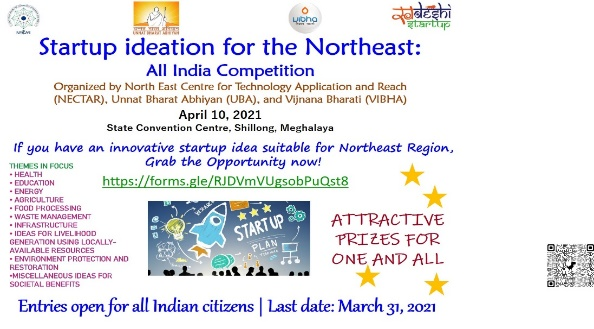 VIBHA
स्वदेशी
startup
UNNAT BHARAT ABHIYAN
Startup ideation for the Northeast:
All India Competition
Organized by North East Centre for Technology Application and Reach
(NECTAR), Unnat Bharat Abhiyan (UBA), and Vijnana Bharati (VIBHA)
April 10, 2021
State Convention Centre, Shillong, Meghalaya
If you have an innovative startup idea suitable for Northeast Region,
Grab the Opportunity now!
https://forms.gle/RJDVmVUgsobPuQst8
THEMES IN FOCUS
• HEALTH
• EDUCATION
• ENERGY
• AGRICULTURE
• FOOD PROCESSING
• WASTE MANAGEMENT
• INFRASTRUCTURE
• IDEAS FOR LIVELIHOOD
GENERATION USING LOCALLY-
AVAILABLE RESOURCES
• ENVIRONMENT PROTECTION AND
RESTORATION
•MISCELLANEOUS IDEAS FOR
SOCIETAL BENEFITS
START UP
PLAN
ATTRACTIVE
PRIZES FOR
ONE AND ALL
Entries open for all Indian citizens | Last date: March 31, 2021